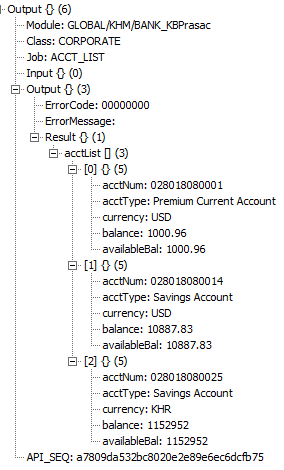 Output {} (6)
Module: GLOBAL/KHM/BANK_KBPrasac
Class: CORPORATE
Job: ACCT_LIST
Input {} (0)
Output {} (3)
ErrorCode: 00000000
ErrorMessage:
Result {} (1)
acctList [] (3)
[0] {} (5)
acctNum: 028018080001
acctType: Premium Current Account
currency: USD
balance: 1000.96
availableBal: 1000.96
[1] {} (5)
acctNum: 028018080014
acctType: Savings Account
currency: USD
balance: 10887.83
availableBal: 10887.83
[2] {} (5)
acctNum: 028018080025
acctType: Savings Account
currency: KHR
balance: 1152952
availableBal: 1152952
API_SEQ: a7809da532bc8020e2e89e6ec6dcfb75